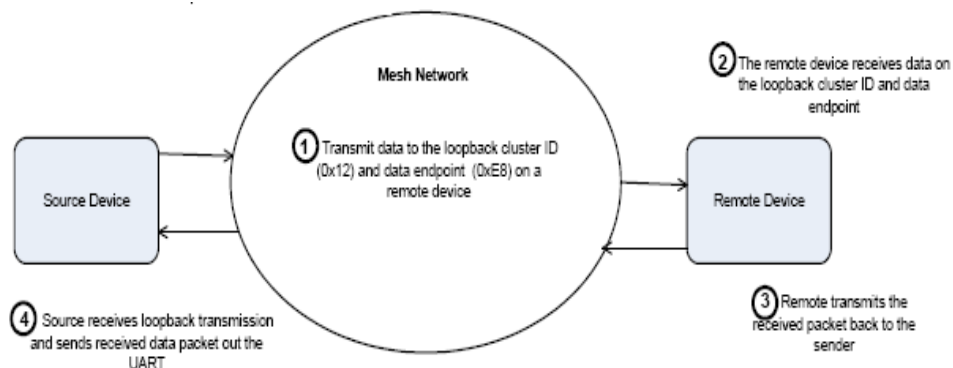 Mesh Network
1 Transmit data to the loopback cluster ID
(0x12) and data endpoint (0xE8) on a
remote device
2 The remote device receives data on
the loopback cluster ID and data
endpoint
Source Device
Remote Device
3 Remote transmits the
received packet back to the
sender
4 Source receives loopback transmission
and sends received data packet out the
UART